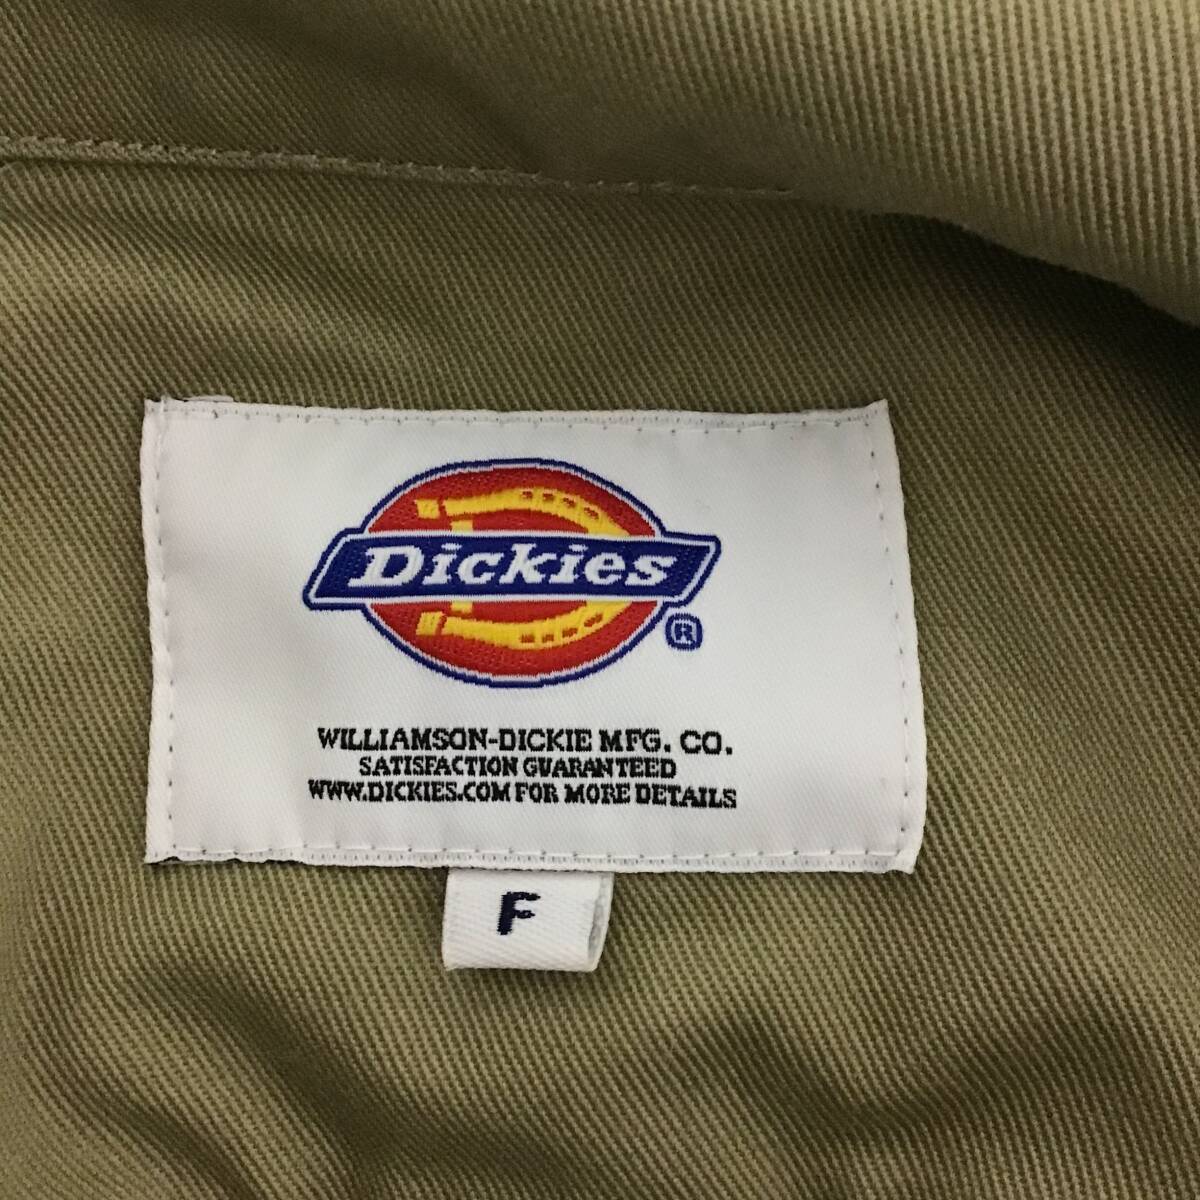 Dickies
®
WILLIAMSON-DICKIE MFG. CO.
SATISFACTION GUARANTEED
WWW.DICKIES.COM FOR MORE DETAILS
F